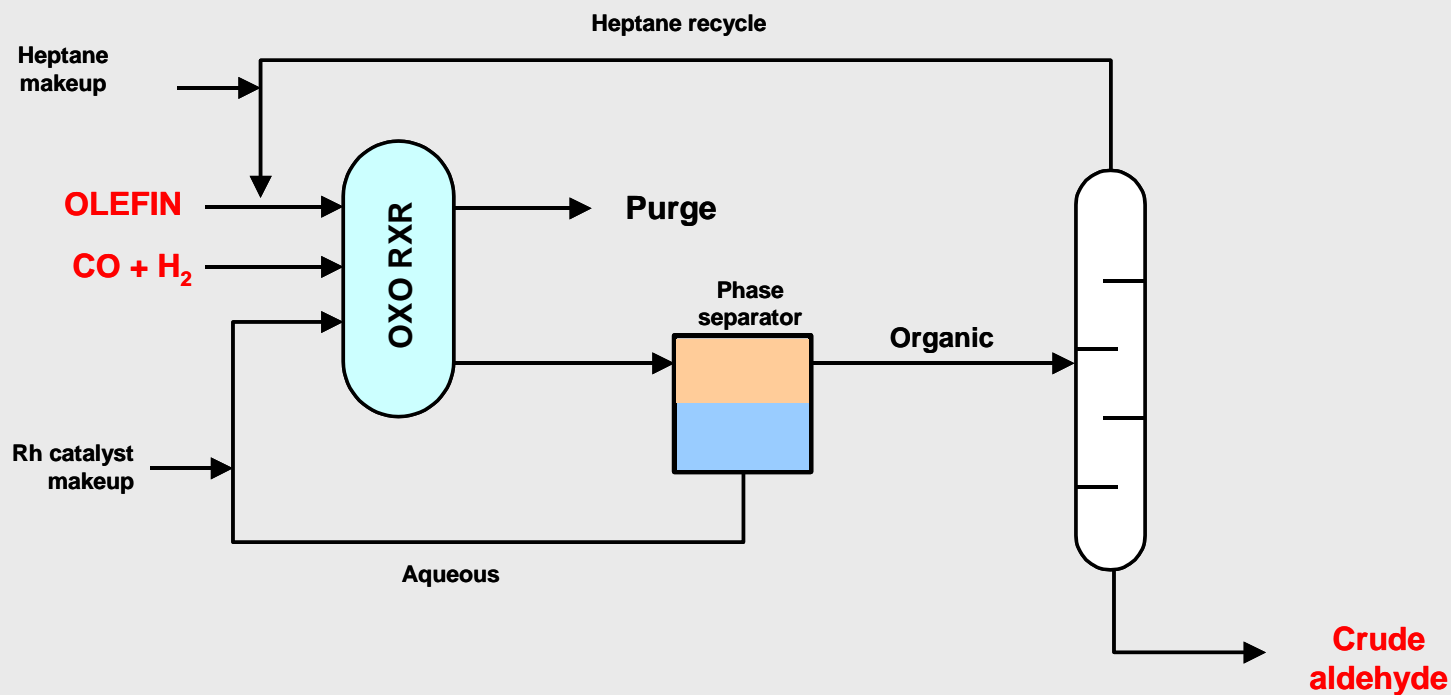 Heptane recycle
Heptane
makeup
OLEFIN
CO + H₂
OXO RXR
Purge
Phase
separator
Organic
Rh catalyst
makeup
Aqueous
Crude
aldehyde